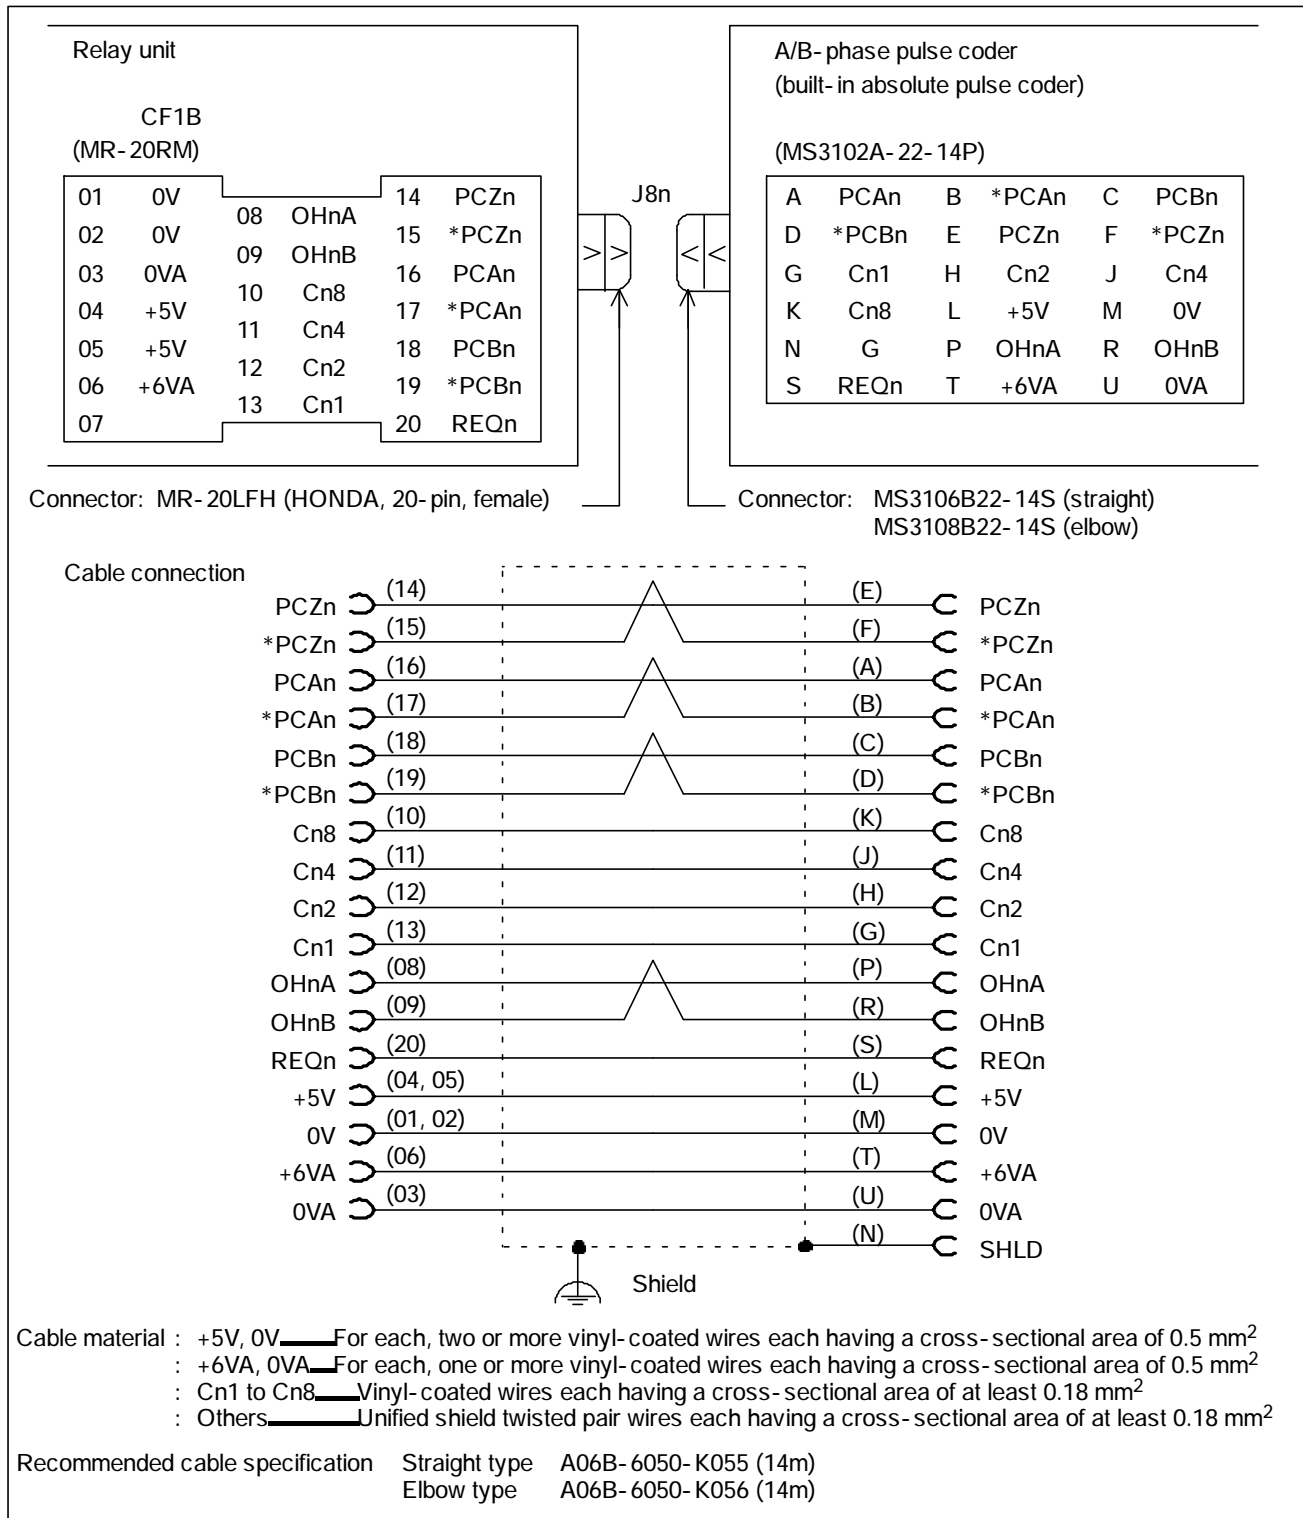 Relay unit
CF1B
(MR-20RM)
01 0V 14 PCZn
08 OHnA
02 0V 15 *PCZn
09 OHnB
03 0VA 16 PCAn
10 Cn8
04 +5V 17 *PCAn
11 Cn4
05 +5V 18 PCBn
12 Cn2
06 +6VA 19 *PCBn
13 Cn1
07 20 REQn
J8n
A/B-phase pulse coder
(built-in absolute pulse coder)
(MS3102A-22-14P)
A PCAn B *PCAn C PCBn
D *PCBn E PCZn F *PCZn
G Cn1 H Cn2 J Cn4
K Cn8 L +5V M 0V
N G P OHnA R OHnB
S REQn T +6VA U 0VA
Connector: MR-20LFH (HONDA, 20-pin, female)
Connector: MS3106B22-14S (straight)
MS3108B22-14S (elbow)
Cable connection
PCZn (14) (E) PCZn
*PCZn (15) (F) *PCZn
PCAn (16) (A) PCAn
*PCAn (17) (B) *PCAn
PCBn (18) (C) PCBn
*PCBn (19) (D) *PCBn
Cn8 (10) (K) Cn8
Cn4 (11) (J) Cn4
Cn2 (12) (H) Cn2
Cn1 (13) (G) Cn1
OHnA (08) (P) OHnA
OHnB (09) (R) OHnB
REQn (20) (S) REQn
+5V (04, 05) (L) +5V
0V (01, 02) (M) 0V
+6VA (06) (T) +6VA
0VA (03) (U) 0VA
(N) SHLD
Shield
Cable material : +5V, 0V For each, two or more vinyl-coated wires each having a cross-sectional area of 0.5 mm²
: +6VA, 0VA For each, one or more vinyl-coated wires each having a cross-sectional area of 0.5 mm²
: Cn1 to Cn8 Vinyl-coated wires each having a cross-sectional area of at least 0.18 mm²
: Others Unified shield twisted pair wires each having a cross-sectional area of at least 0.18 mm²
Recommended cable specification Straight type A06B-6050-K055 (14m)
Elbow type A06B-6050-K056 (14m)